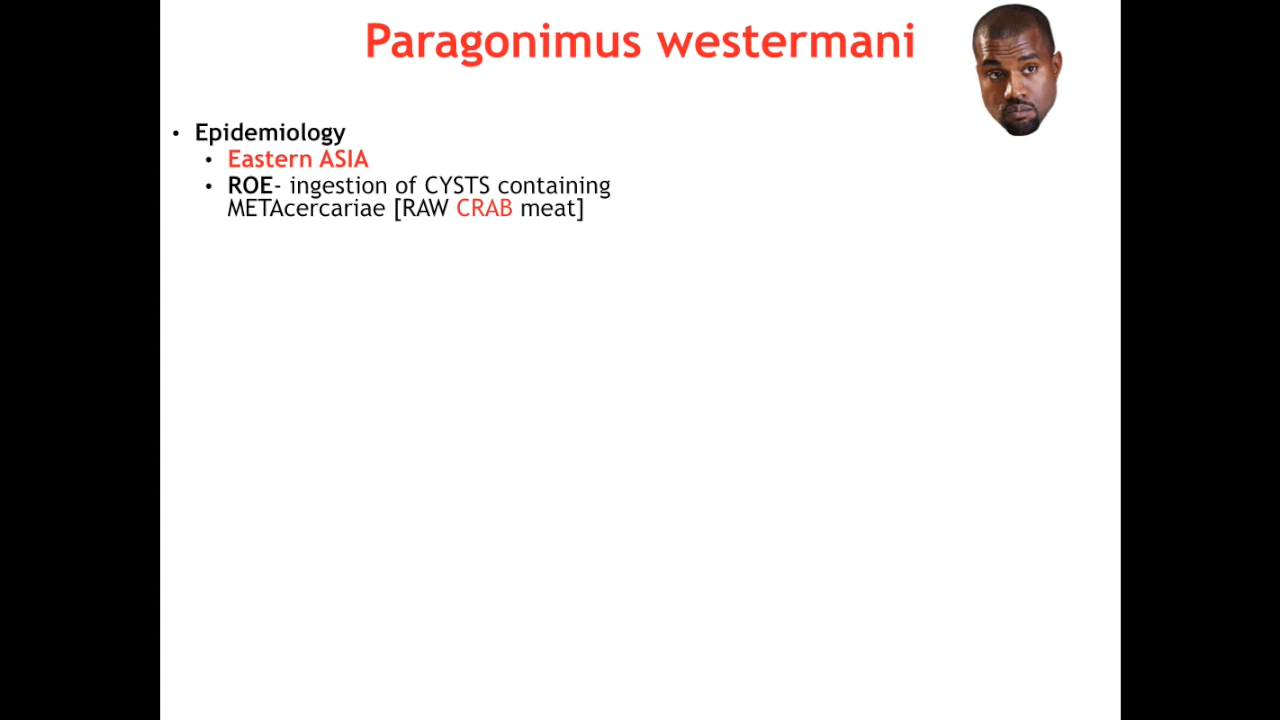 Paragonimus westermani
• Epidemiology
• Eastern ASIA
• ROE- ingestion of CYSTS containing
METAcercariae [RAW CRAB meat]